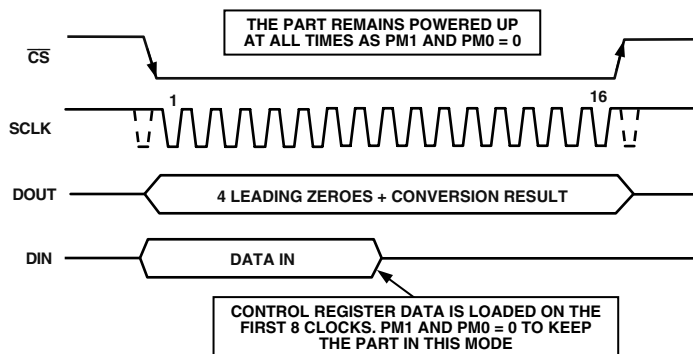 THE PART REMAINS POWERED UP
AT ALL TIMES AS PM1 AND PM0 = 0
CS
1
16
SCLK
DOUT
4 LEADING ZEROES + CONVERSION RESULT
DIN
DATA IN
CONTROL REGISTER DATA IS LOADED ON THE
FIRST 8 CLOCKS. PM1 AND PM0 = 0 TO KEEP
THE PART IN THIS MODE